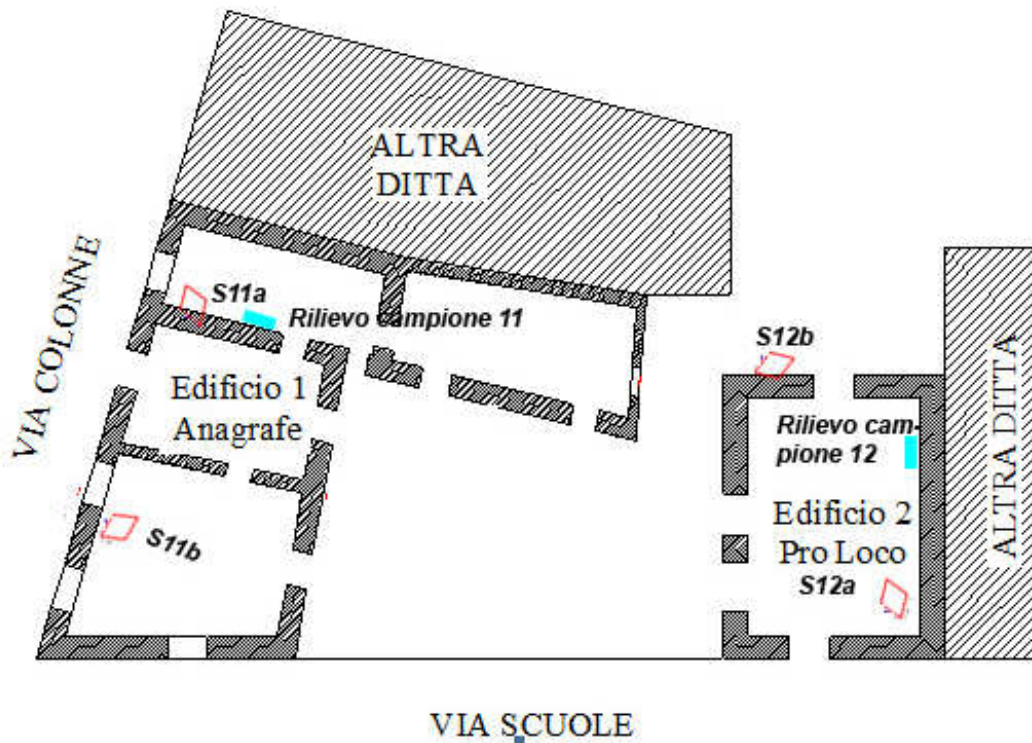 ALTRA
DITTA
VIA COLONNE
S11a
Rilievo campione 11
S12b
Edificio 1
Anagrafe
Rilievo cam-
pione 12
ALTRA DITTA
S11b
Edificio 2
Pro Loco
S12a
VIA SCUOLE